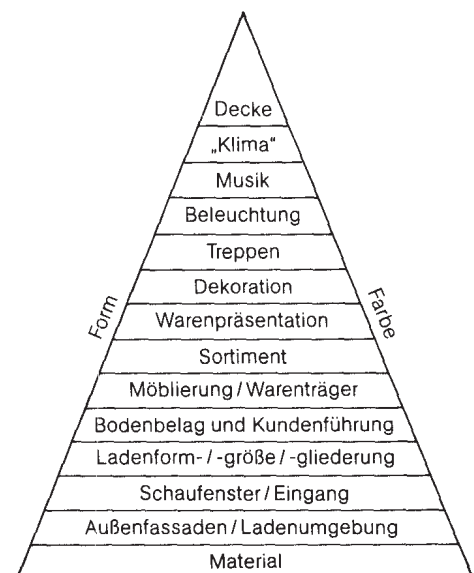 Decke
„Klima“
Musik
Beleuchtung
Treppen
Dekoration
Form
Farbe
Warenpräsentation
Sortiment
Möblierung / Warenträger
Bodenbelag und Kundenführung
Ladenform- / -größe / -gliederung
Schaufenster / Eingang
Außenfassaden / Ladenumgebung
Material